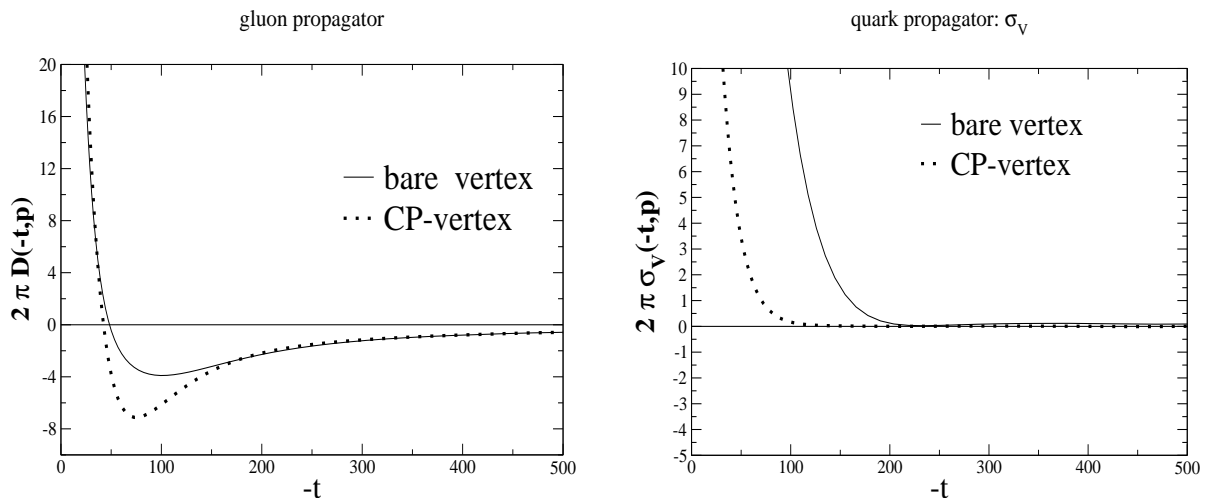 gluon propagator
2 π D(-t,p)
20
16
12
8
4
0
-4
-8
bare vertex
CP-vertex
0 100 200 300 400 500
-t
quark propagator: σV
2 π σV(-t,p)
10
9
8
7
6
5
4
3
2
1
0
-1
-2
-3
-4
-5
bare vertex
CP-vertex
0 100 200 300 400 500
-t